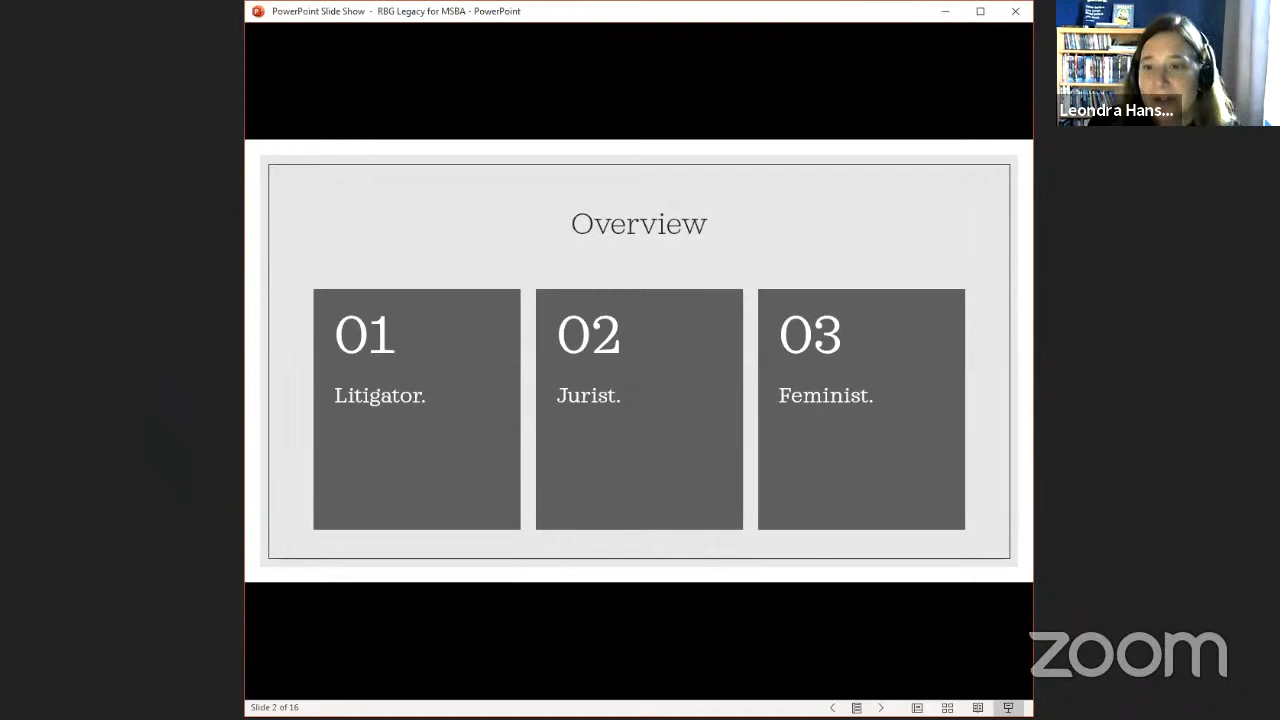 PowerPoint Slide Show - RBG Legacy for MSBA - PowerPoint
Leondra Hans...
Overview
01
Litigator.
02
Jurist.
03
Feminist.
zoom
Slide 2 of 16